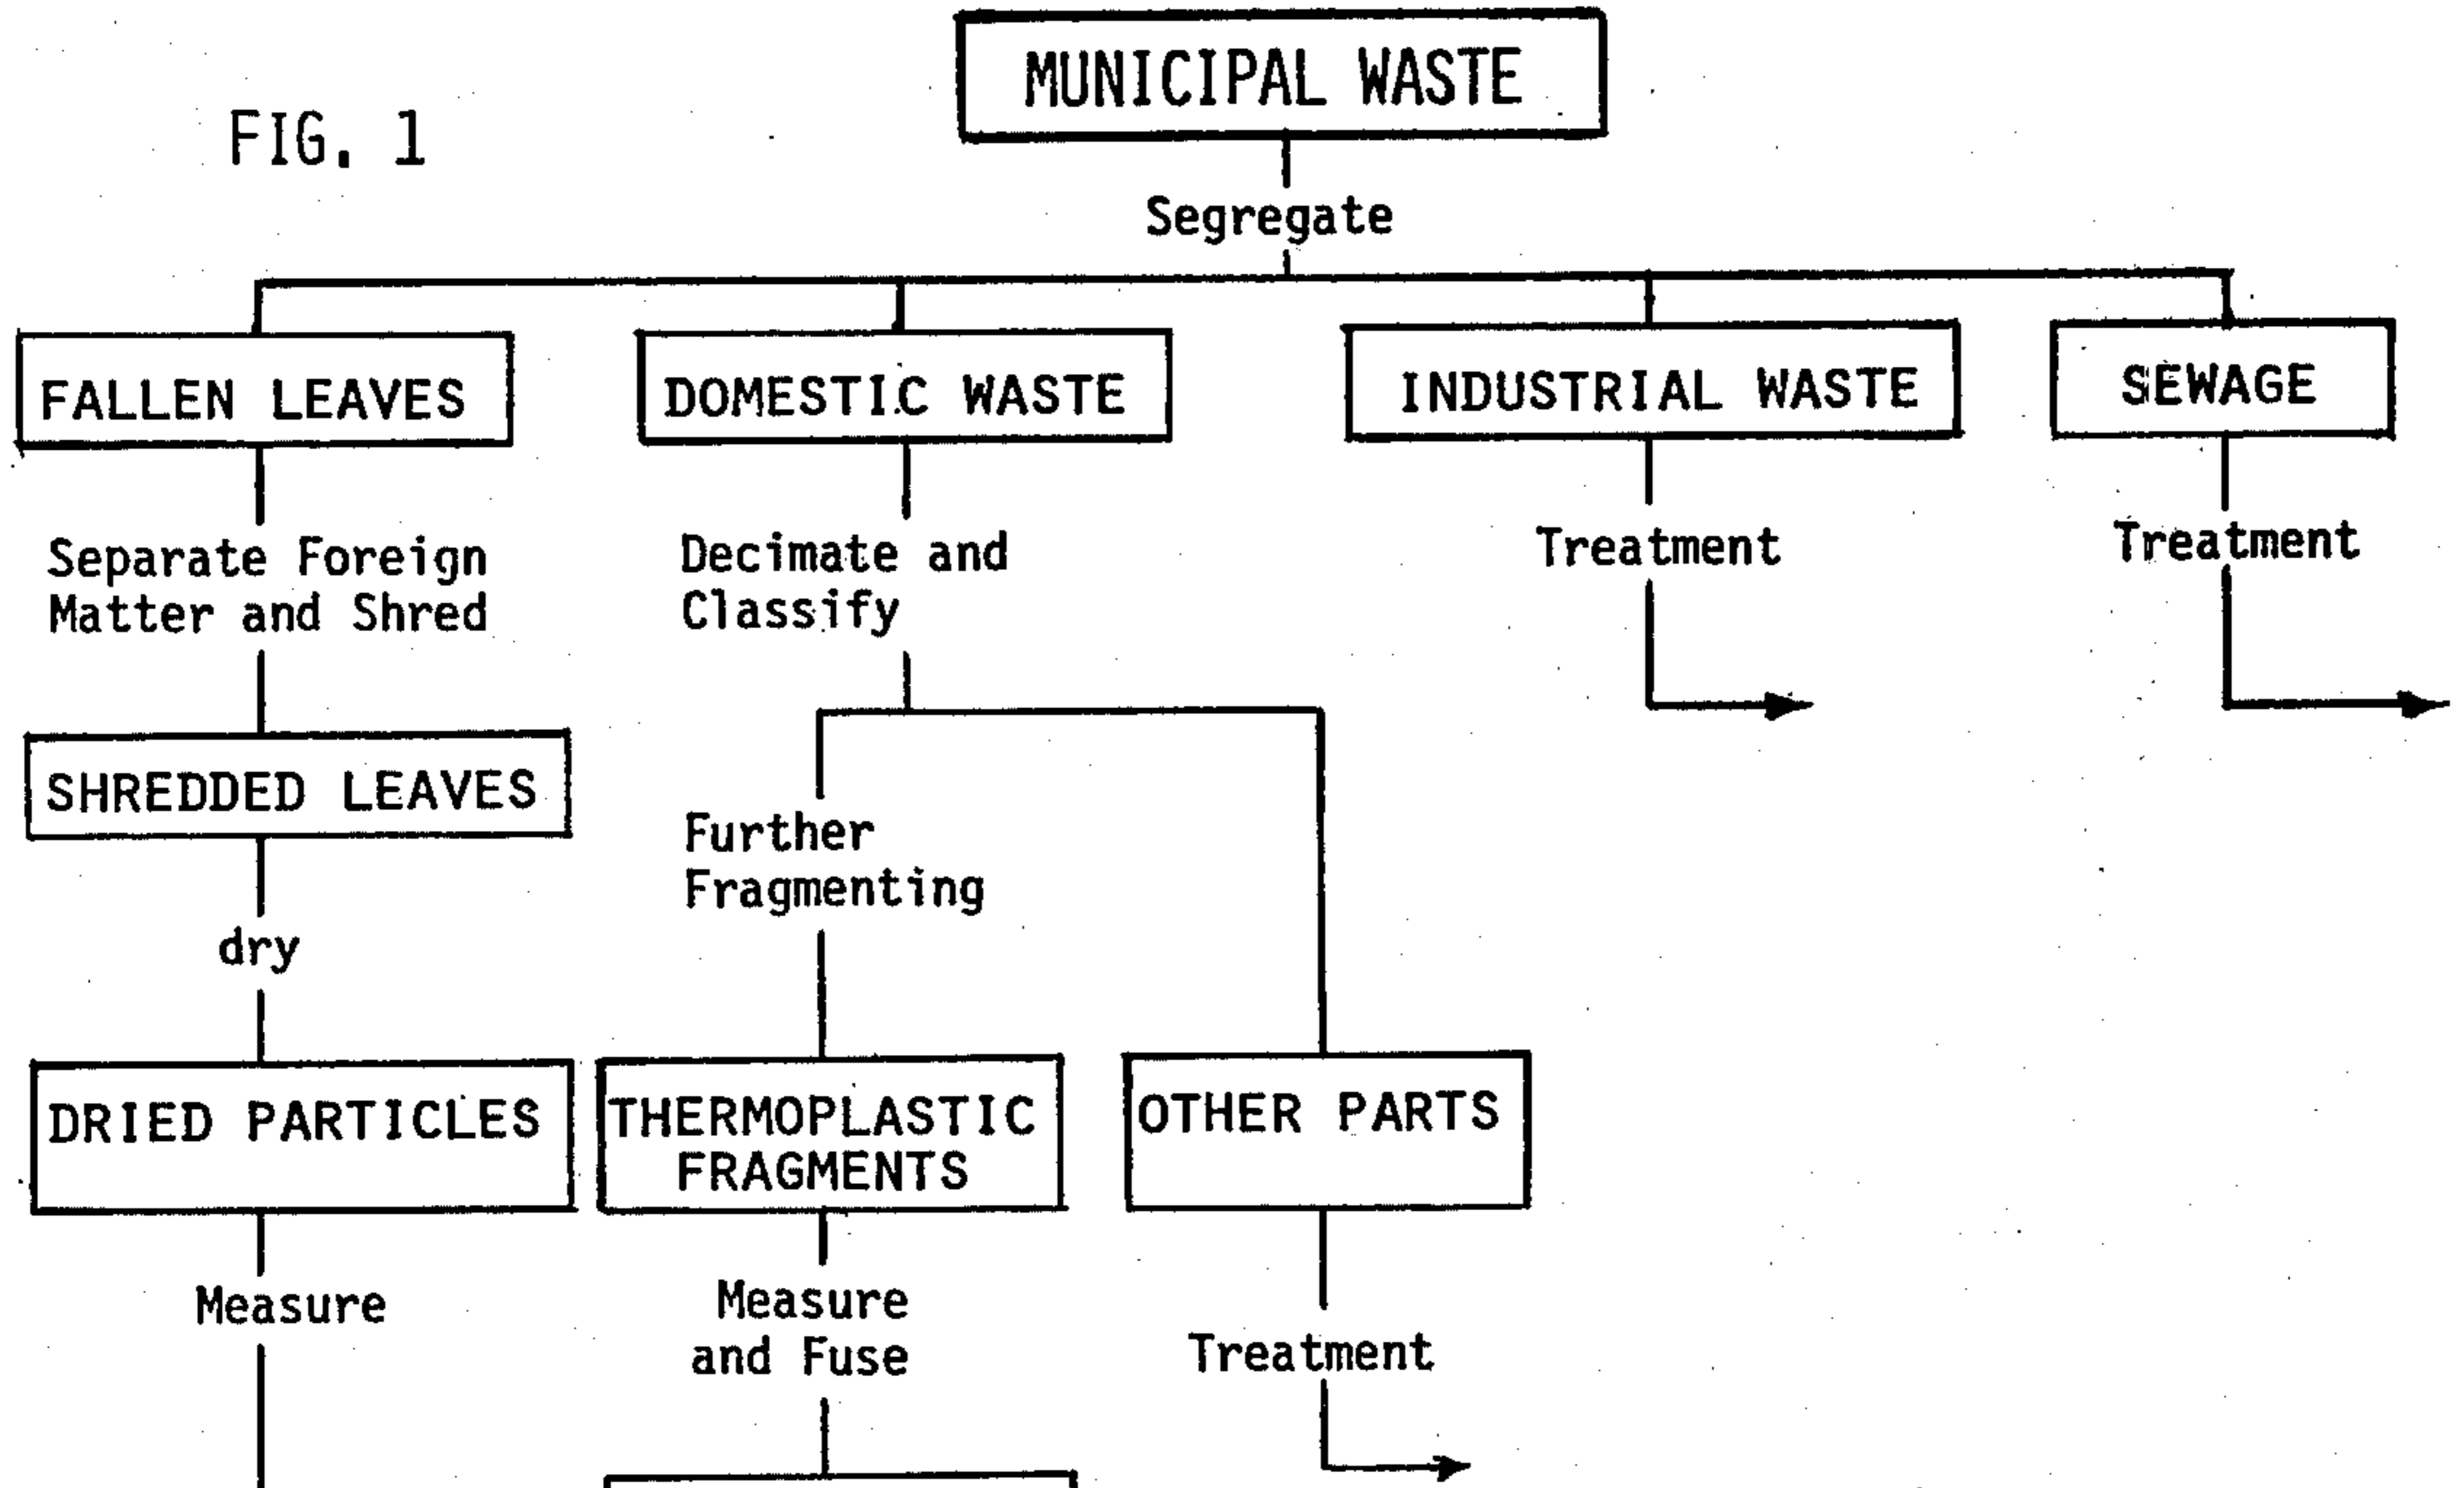 MUNICIPAL WASTE
FIG. 1
Segregate
FALLEN LEAVES
DOMESTIC WASTE
INDUSTRIAL WASTE
SEWAGE
Separate Foreign
Matter and Shred
Decimate and
Classify
Treatment
Treatment
SHREDDED LEAVES
Further
Fragmenting
dry
DRIED PARTICLES
THERMOPLASTIC
FRAGMENTS
OTHER PARTS
Measure
Measure
and Fuse
Treatment